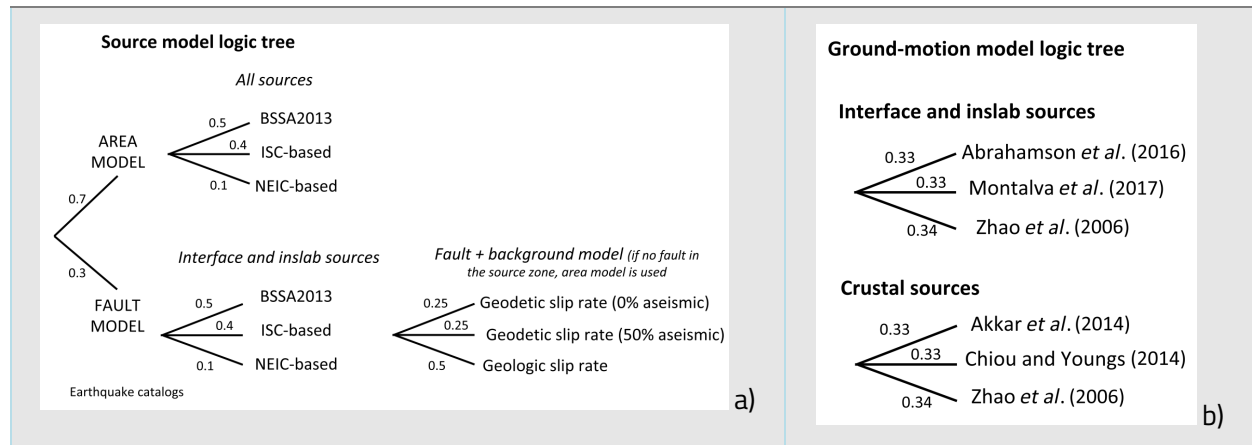 Source model logic tree
All sources
AREA
MODEL
0.5
BSSA2013
0.4
ISC-based
0.1
NEIC-based
0.7
0.3
FAULT
MODEL
Interface and inslab sources
0.5
BSSA2013
0.4
ISC-based
0.1
NEIC-based
Fault + background model (if no fault in
the source zone, area model is used
0.25
Geodetic slip rate (0% aseismic)
0.25
Geodetic slip rate (50% aseismic)
0.5
Geologic slip rate
Earthquake catalogs
a)
Ground-motion model logic tree
Interface and inslab sources
0.33
Abrahamson et al. (2016)
0.33
Montalva et al. (2017)
0.34
Zhao et al. (2006)
Crustal sources
0.33
Akkar et al. (2014)
0.33
Chiou and Youngs (2014)
0.34
Zhao et al. (2006)
b)